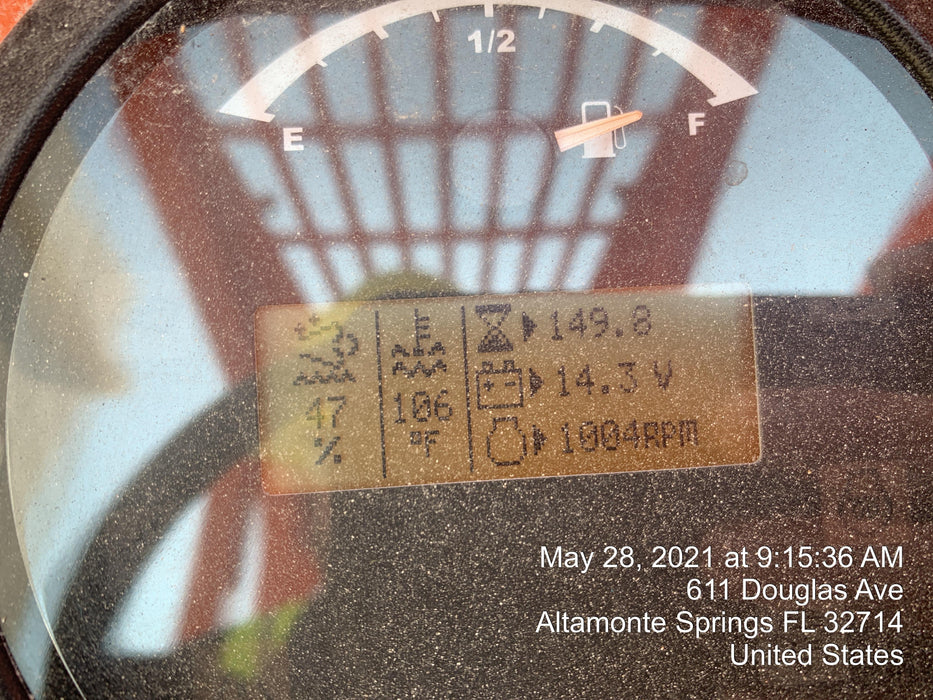 1/2
E
F
149.8
47
%
106
°F
14.3 V
1004RPM
May 28, 2021 at 9:15:36 AM
611 Douglas Ave
Altamonte Springs FL 32714
United States